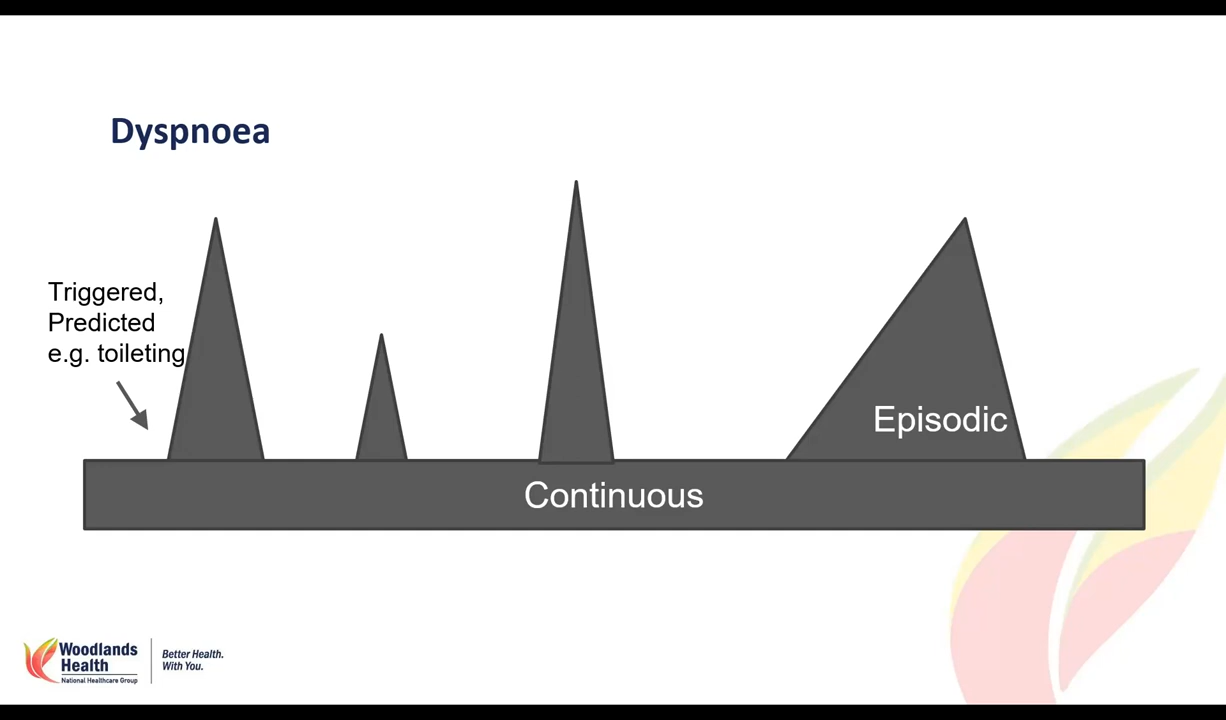 Dyspnoea
Triggered,
Predicted
e.g. toileting
Episodic
Continuous
Woodlands
Health
National Healthcare Group
Better Health.
With You.